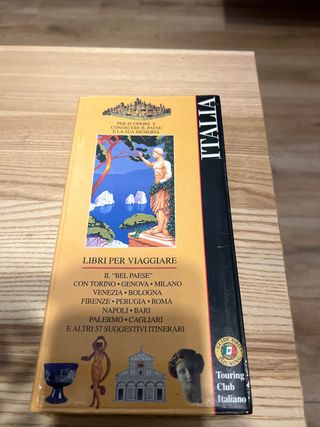 PER SCOPRIRE E
CONOSCERE IL PAESE
E LA SUA MEMORIA
ITALIA
LIBRI PER VIAGGIARE
IL "BEL PAESE"
CON TORINO • GENOVA • MILANO
VENEZIA • BOLOGNA
FIRENZE • PERUGIA • ROMA
NAPOLI • BARI
PALERMO • CAGLIARI
E ALTRI 57 SUGGESTIVI ITINERARI
Touring
Club
Italiano